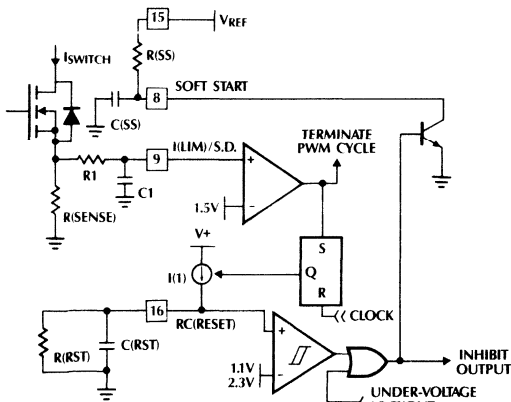 15
VREF
R(SS)
ISWITCH
SOFT START
8
C(SS)
TERMINATE
PWM CYCLE
I(LIM)/S.D.
9
+
R1
C1
1.5V
−
R(SENSE)
V+
S
Q
R
I(1)
CLOCK
16
RC(RESET)
+
R(RST)
C(RST)
1.1V
2.3V
−
INHIBIT
OUTPUT
UNDER-VOLTAGE